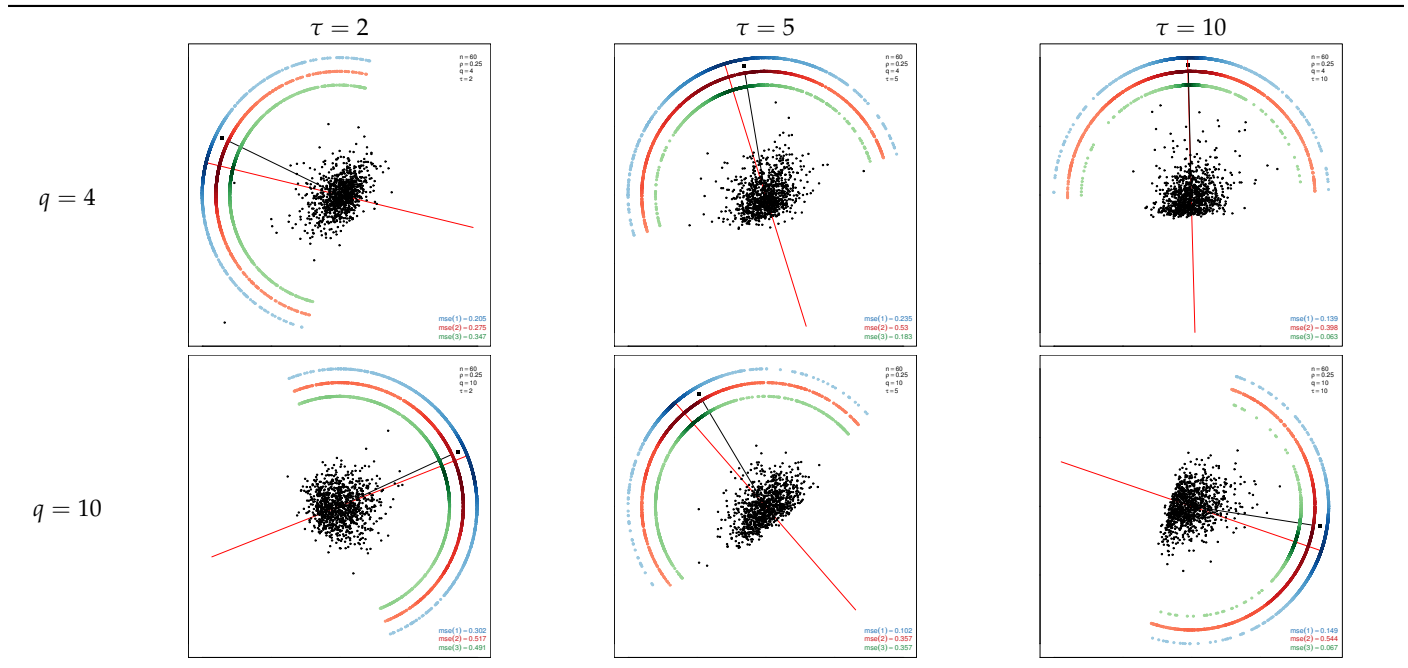 τ = 2
τ = 5
τ = 10
q = 4
n = 60
ρ = 0.25
q = 4
τ = 2
mse(1) = 0.205
mse(2) = 0.275
mse(3) = 0.347
n = 60
ρ = 0.25
q = 4
τ = 5
mse(1) = 0.235
mse(2) = 0.53
mse(3) = 0.183
n = 60
ρ = 0.25
q = 4
τ = 10
mse(1) = 0.139
mse(2) = 0.398
mse(3) = 0.063
q = 10
n = 60
ρ = 0.25
q = 10
τ = 2
mse(1) = 0.302
mse(2) = 0.517
mse(3) = 0.491
n = 60
ρ = 0.25
q = 10
τ = 5
mse(1) = 0.102
mse(2) = 0.357
mse(3) = 0.357
n = 60
ρ = 0.25
q = 10
τ = 10
mse(1) = 0.149
mse(2) = 0.544
mse(3) = 0.067